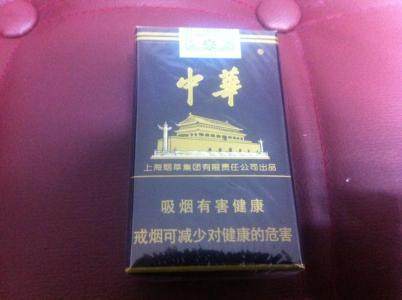 中華
上海烟草集团有限责任公司出品
吸烟有害健康
戒烟可减少对健康的危害